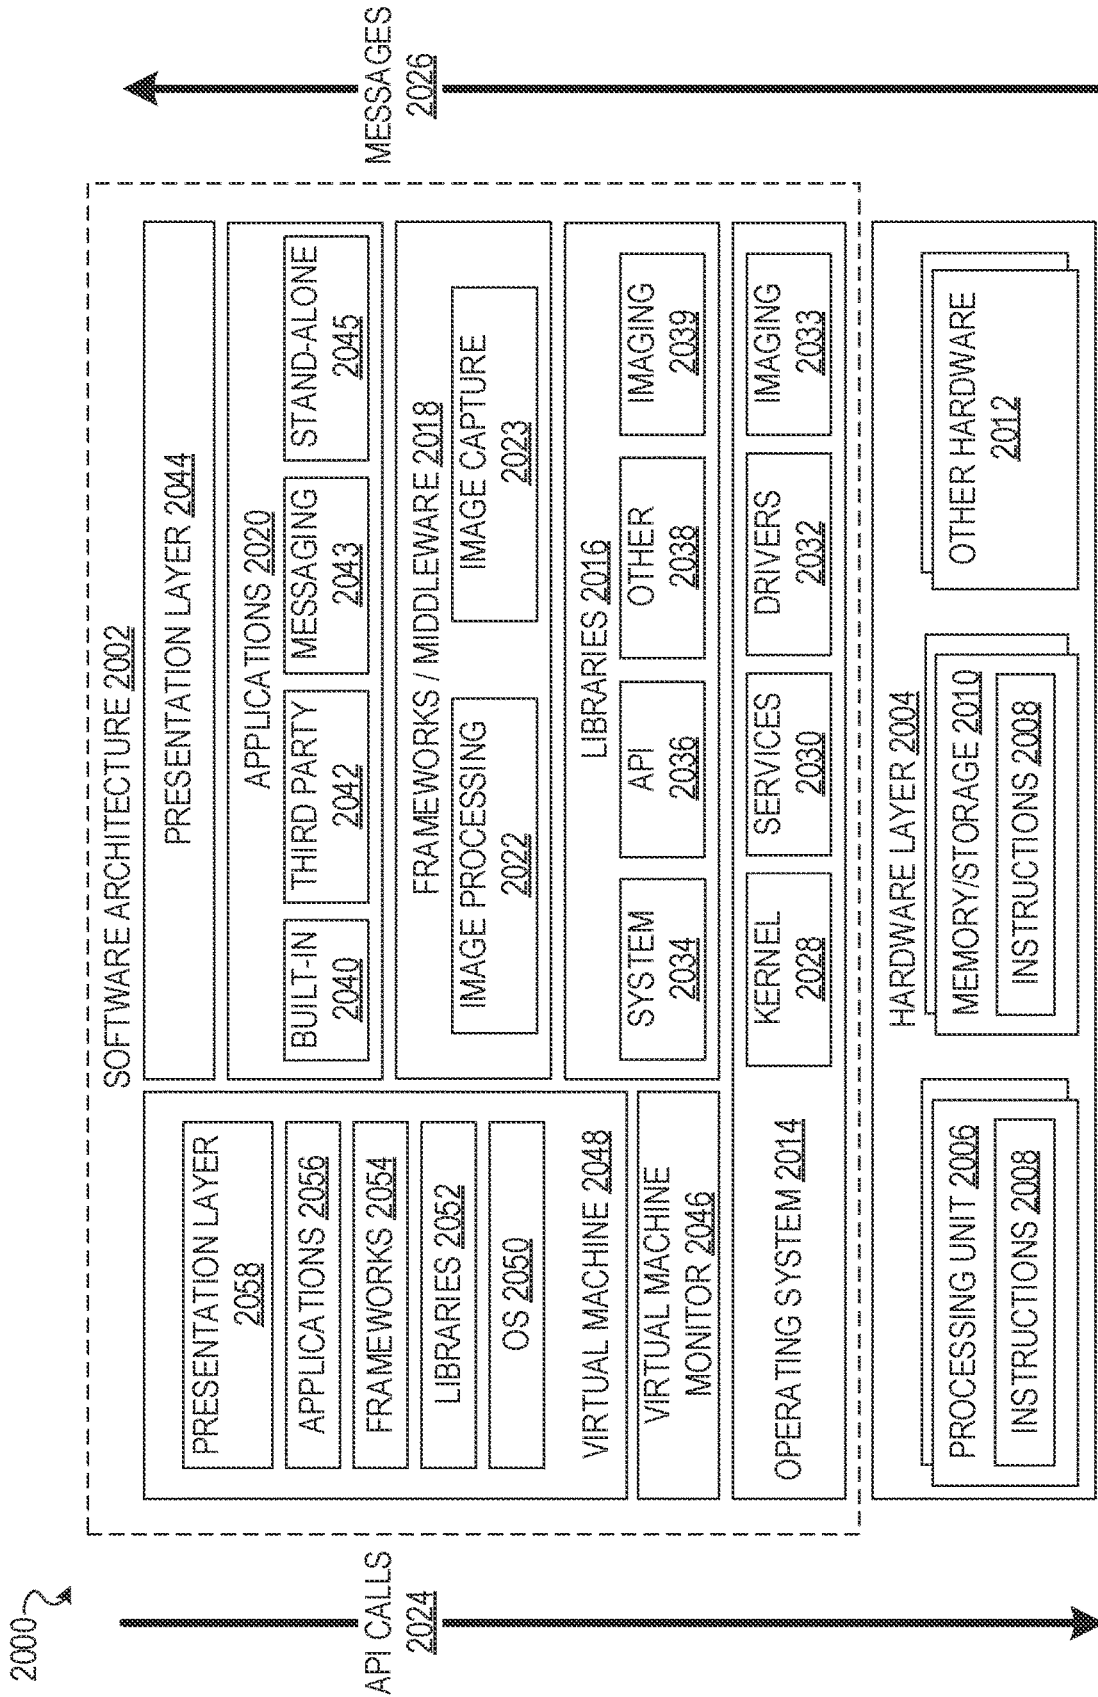 2000
SOFTWARE ARCHITECTURE 2002
PRESENTATION LAYER
2058
APPLICATIONS 2056
FRAMEWORKS 2054
LIBRARIES 2052
OS 2050
VIRTUAL MACHINE 2048
VIRTUAL MACHINE
MONITOR 2046
PRESENTATION LAYER 2044
APPLICATIONS 2020
BUILT-IN
2040
THIRD PARTY
2042
MESSAGING
2043
STAND-ALONE
2045
FRAMEWORKS / MIDDLEWARE 2018
IMAGE PROCESSING
2022
IMAGE CAPTURE
2023
LIBRARIES 2016
SYSTEM
2034
API
2036
OTHER
2038
IMAGING
2039
OPERATING SYSTEM 2014
KERNEL
2028
SERVICES
2030
DRIVERS
2032
IMAGING
2033
HARDWARE LAYER 2004
PROCESSING UNIT 2006
INSTRUCTIONS 2008
MEMORY/STORAGE 2010
INSTRUCTIONS 2008
OTHER HARDWARE
2012
API CALLS
2024
MESSAGES
2026